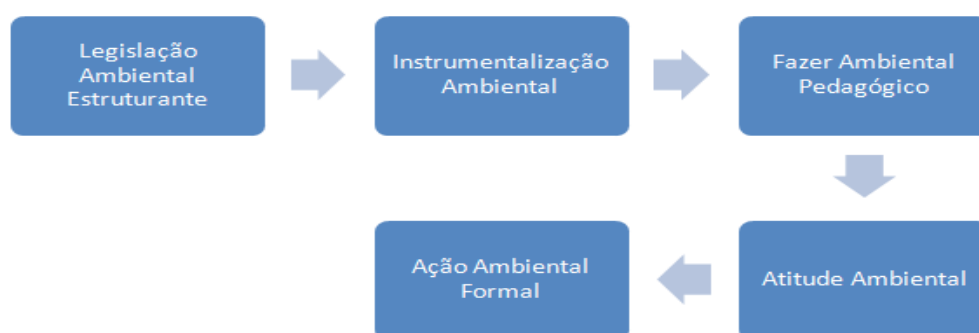 Legislação
Ambiental
Estruturante
Instrumentalização
Ambiental
Fazer Ambiental
Pedagógico
Atitude Ambiental
Ação Ambiental
Formal